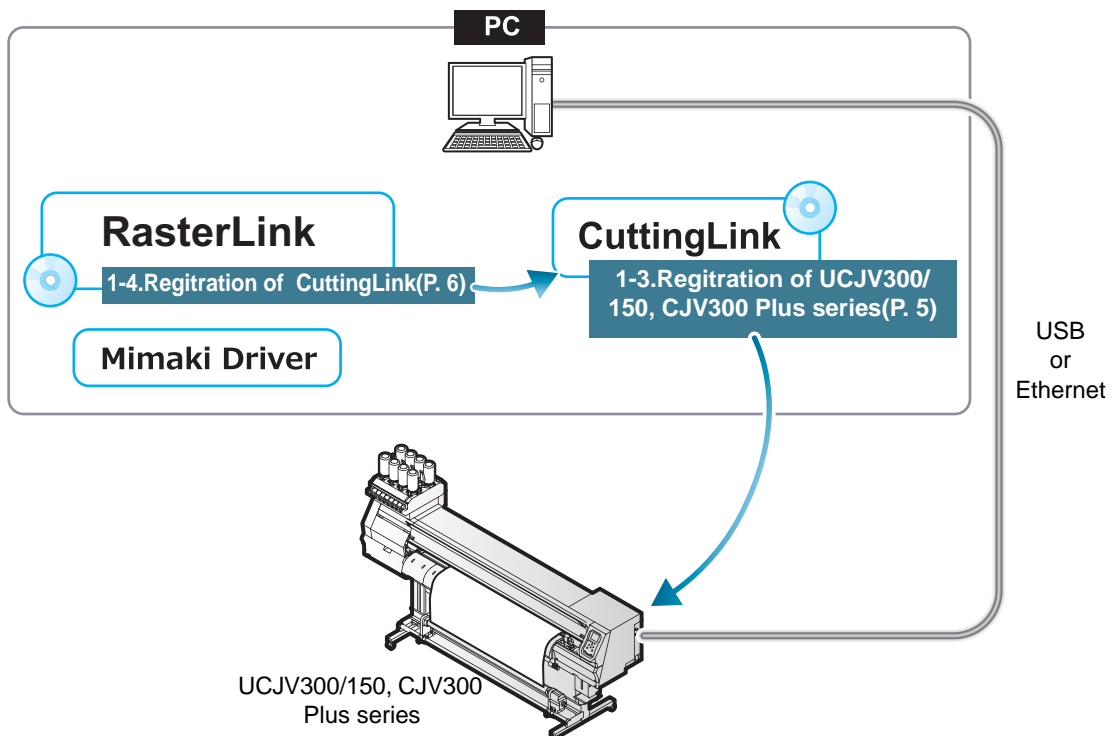 PC
RasterLink
1-4.Regitration of CuttingLink(P. 6)
CuttingLink
1-3.Regitration of UCJV300/
150, CJV300 Plus series(P. 5)
Mimaki Driver
USB
or
Ethernet
UCJV300/150, CJV300
Plus series